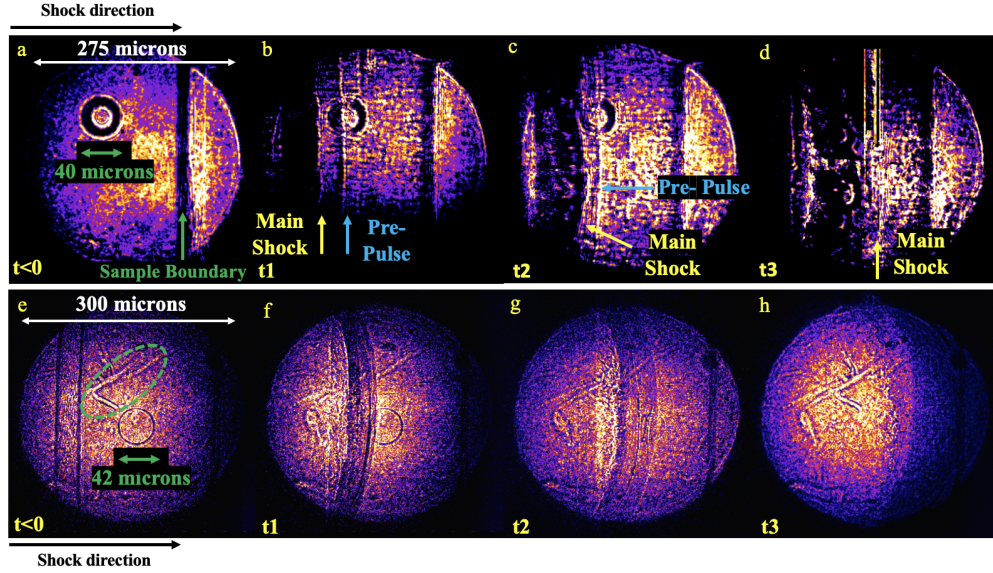 Shock direction
a
275 microns
40 microns
Sample Boundary
t<0
b
Main
Shock
Pre-
Pulse
t1
c
Pre- Pulse
Main
Shock
t2
d
Main
Shock
t3
e
300 microns
42 microns
t<0
f
t1
g
t2
h
t3
Shock direction